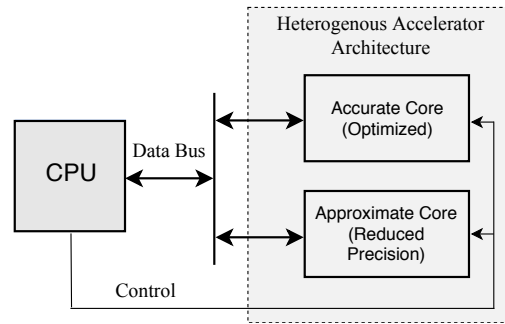 Heterogenous Accelerator
Architecture
Accurate Core
(Optimized)
Data Bus
CPU
Approximate Core
(Reduced
Precision)
Control